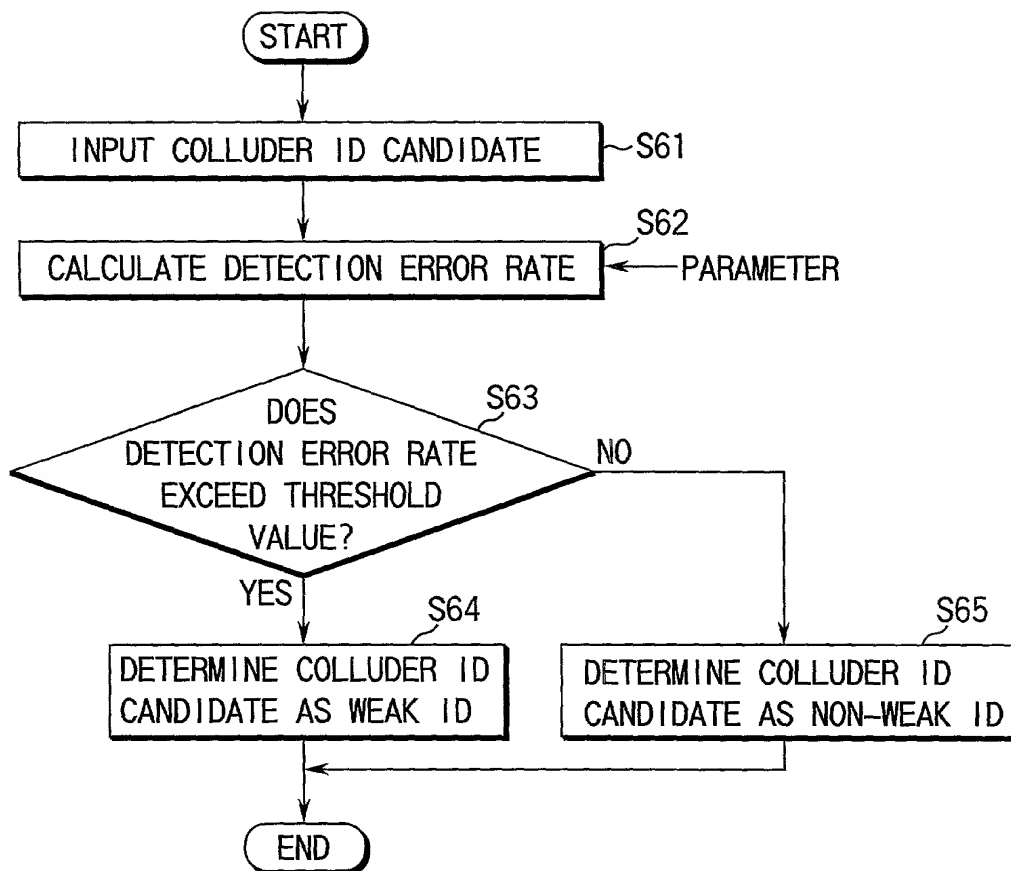 START
INPUT COLLUDER ID CANDIDATE
S61
S62
CALCULATE DETECTION ERROR RATE
PARAMETER
S63
DOES
DETECTION ERROR RATE
EXCEED THRESHOLD
VALUE?
NO
YES
S64
DETERMINE COLLUDER ID
CANDIDATE AS WEAK ID
S65
DETERMINE COLLUDER ID
CANDIDATE AS NON-WEAK ID
END